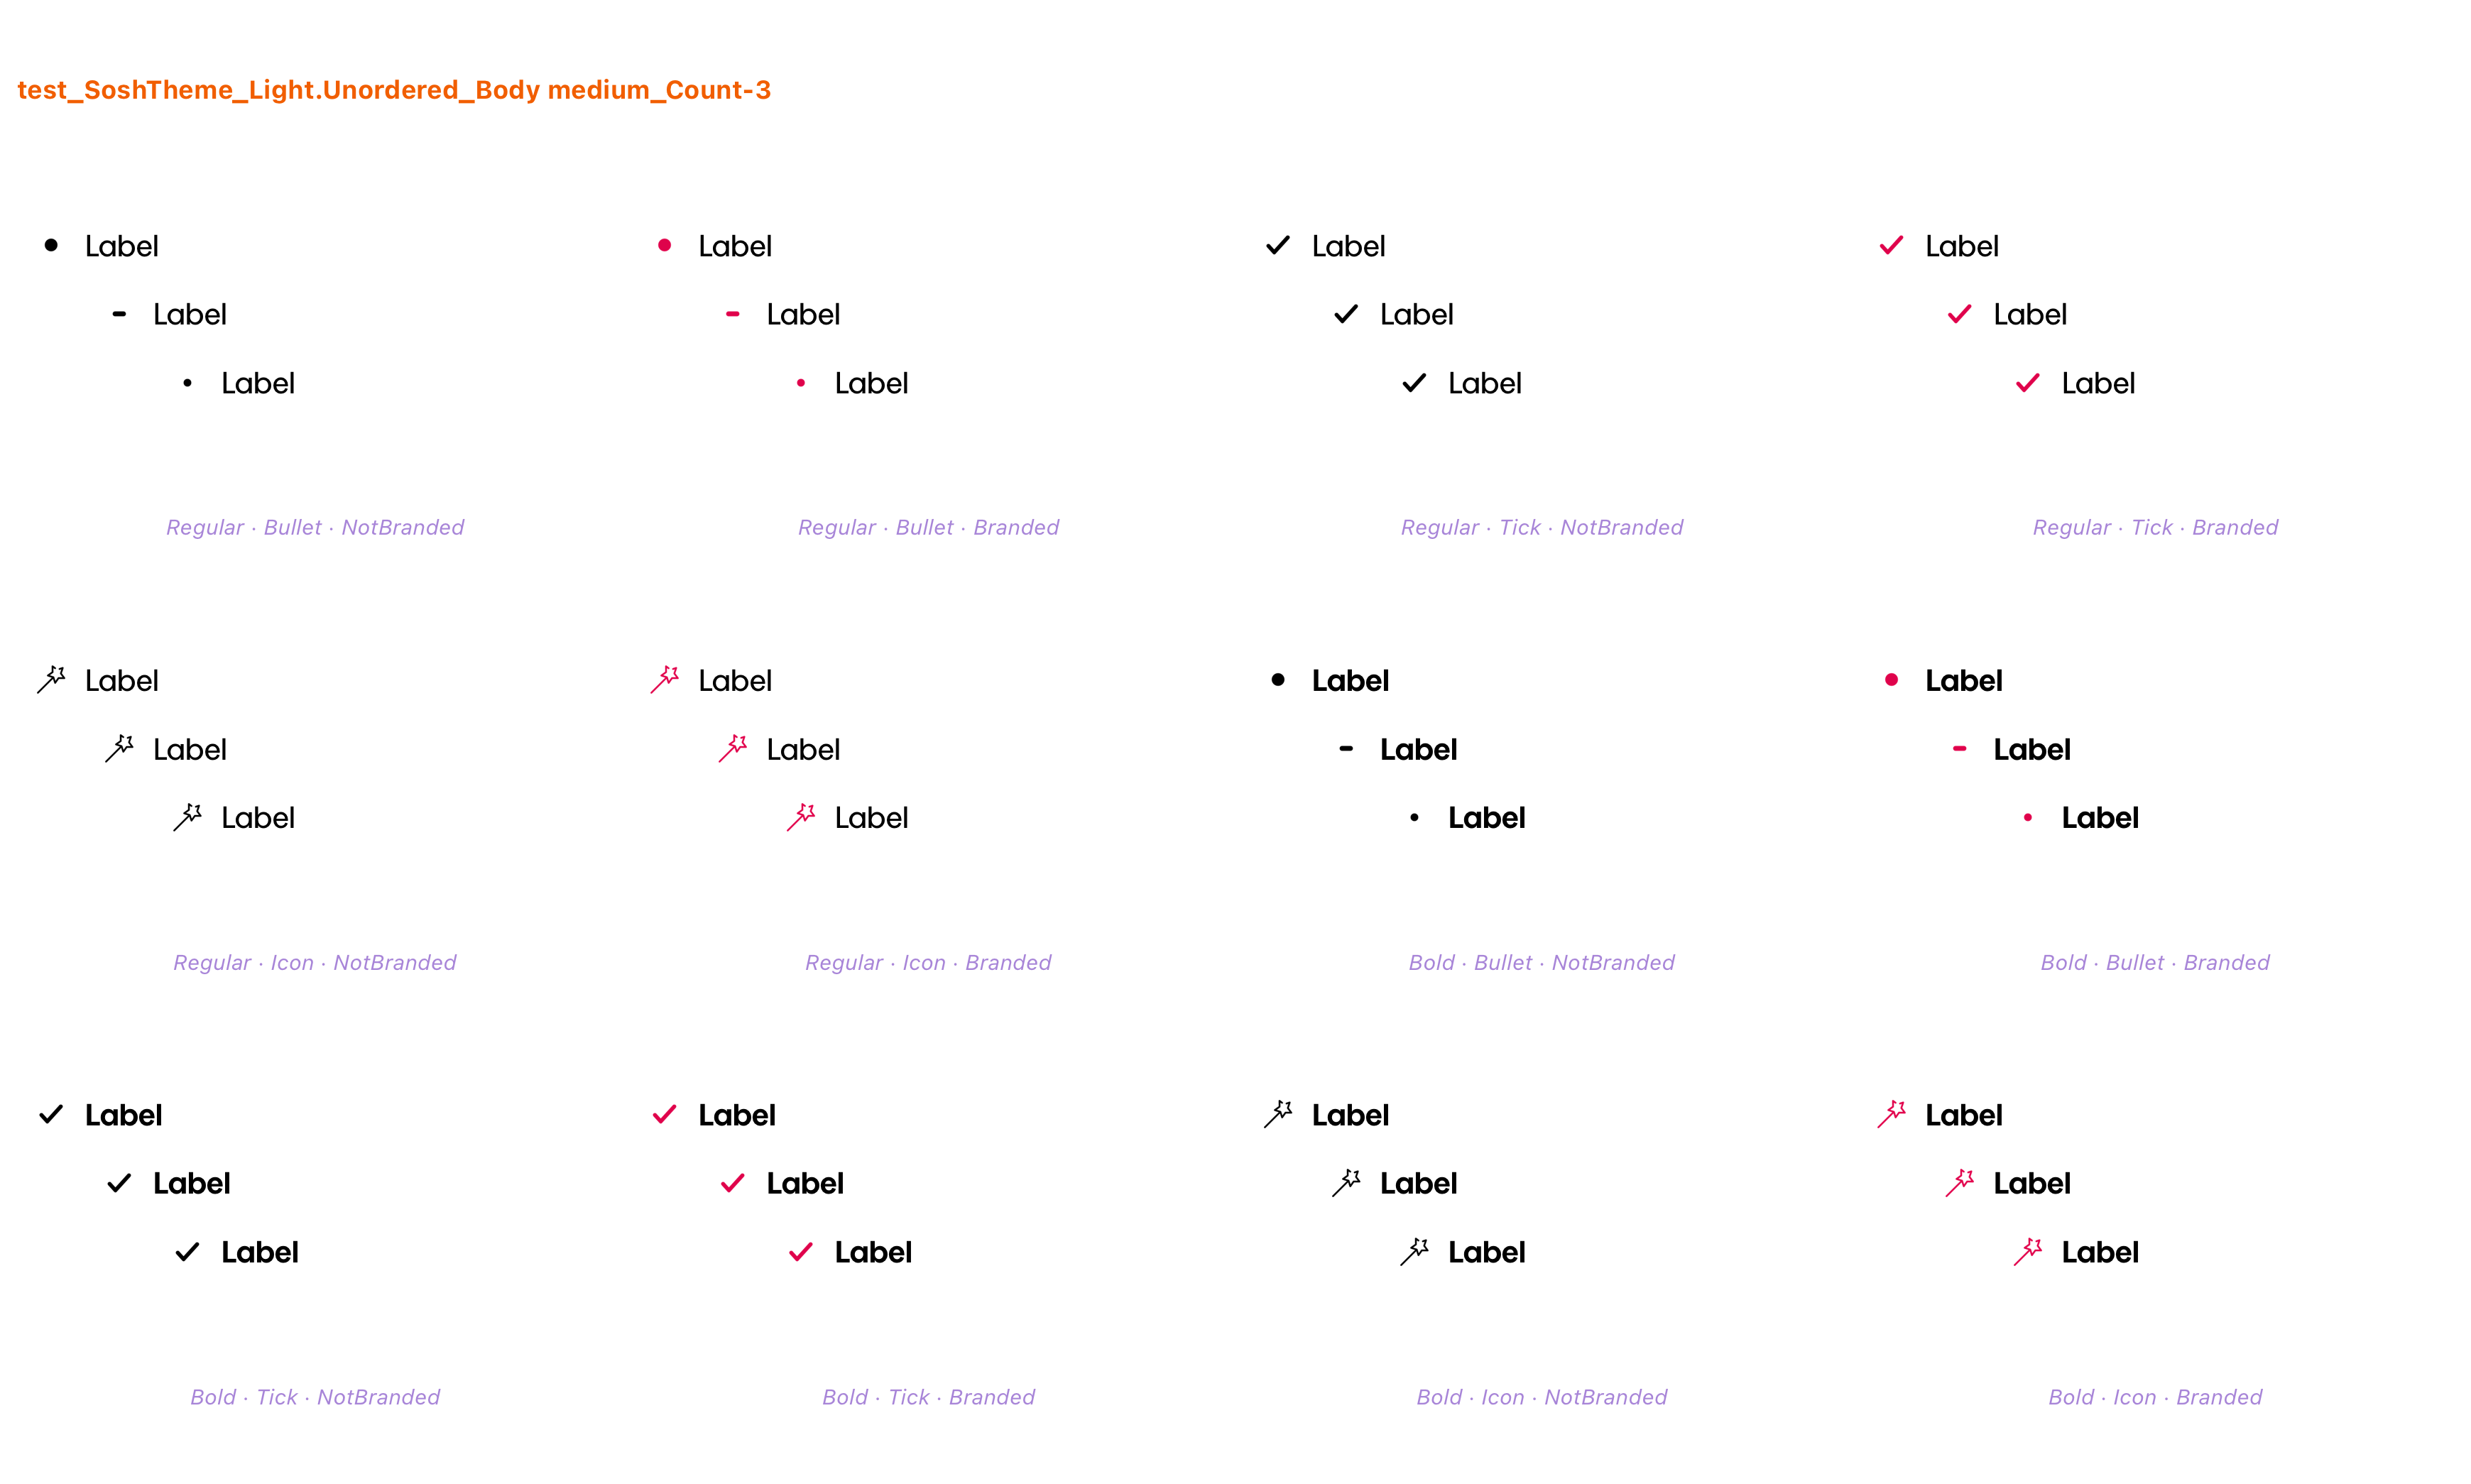 test_SoshTheme_Light.Unordered_Body medium_Count-3
Label Label Label Label
Label Label Label Label
Label Label Label Label
Regular · Bullet · NotBranded Regular · Bullet · Branded Regular · Tick · NotBranded Regular · Tick · Branded
Label Label Label Label
Label Label Label Label
Label Label Label Label
Regular · Icon · NotBranded Regular · Icon · Branded Bold · Bullet · NotBranded Bold · Bullet · Branded
Label Label Label Label
Label Label Label Label
Label Label Label Label
Bold · Tick · NotBranded Bold · Tick · Branded Bold · Icon · NotBranded Bold · Icon · Branded